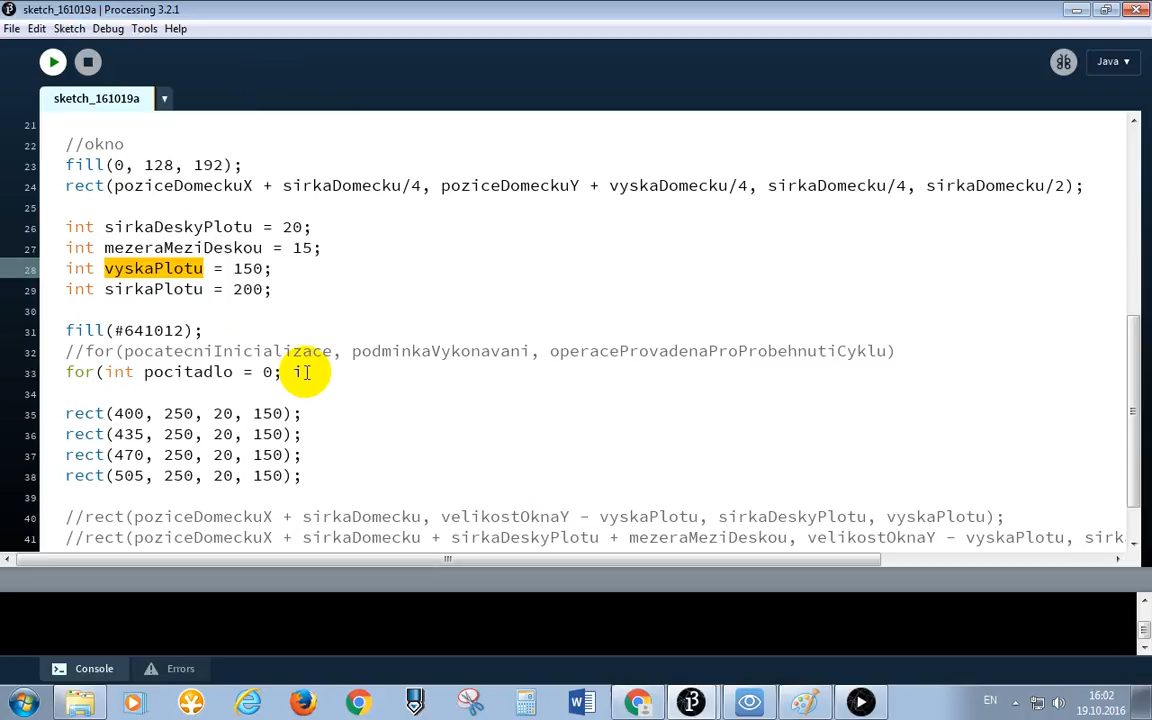 sketch_161019a | Processing 3.2.1
File Edit Sketch Debug Tools Help
Java ▾
sketch_161019a
21
22 //okno
23 fill(0, 128, 192);
24 rect(poziceDomeckuX + sirkaDomecku/4, poziceDomeckuY + vyskaDomecku/4, sirkaDomecku/4, sirkaDomecku/2);
25
26 int sirkaDeskyPlotu = 20;
27 int mezeraMeziDeskou = 15;
28 int vyskaPlotu = 150;
29 int sirkaPlotu = 200;
30
31 fill(#641012);
32 //for(pocatecniInicializace, podminkaVykonavani, operaceProvadenaProProbehnutiCyklu)
33 for(int pocitadlo = 0; i
34
35 rect(400, 250, 20, 150);
36 rect(435, 250, 20, 150);
37 rect(470, 250, 20, 150);
38 rect(505, 250, 20, 150);
39
40 //rect(poziceDomeckuX + sirkaDomecku, velikostOknaY - vyskaPlotu, sirkaDeskyPlotu, vyskaPlotu);
41 //rect(poziceDomeckuX + sirkaDomecku + sirkaDeskyPlotu + mezeraMeziDeskou, velikostOknaY - vyskaPlotu, sirk
Console Errors
EN 16:02
19.10.2016